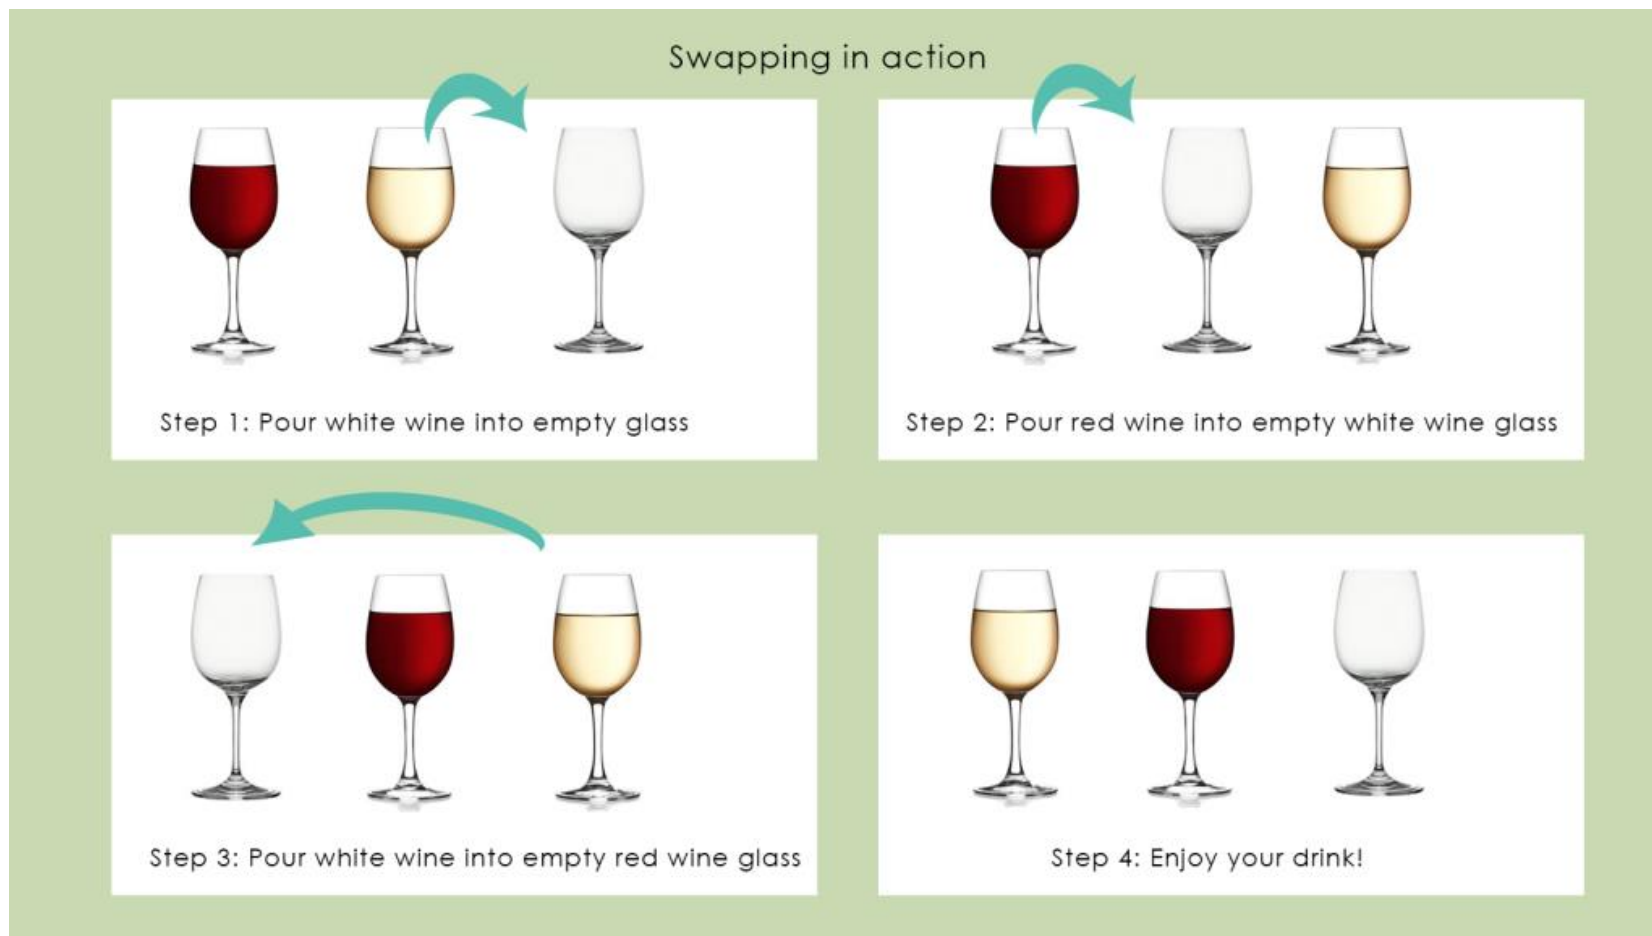 Swapping in action
Step 1: Pour white wine into empty glass
Step 2: Pour red wine into empty white wine glass
Step 3: Pour white wine into empty red wine glass
Step 4: Enjoy your drink!